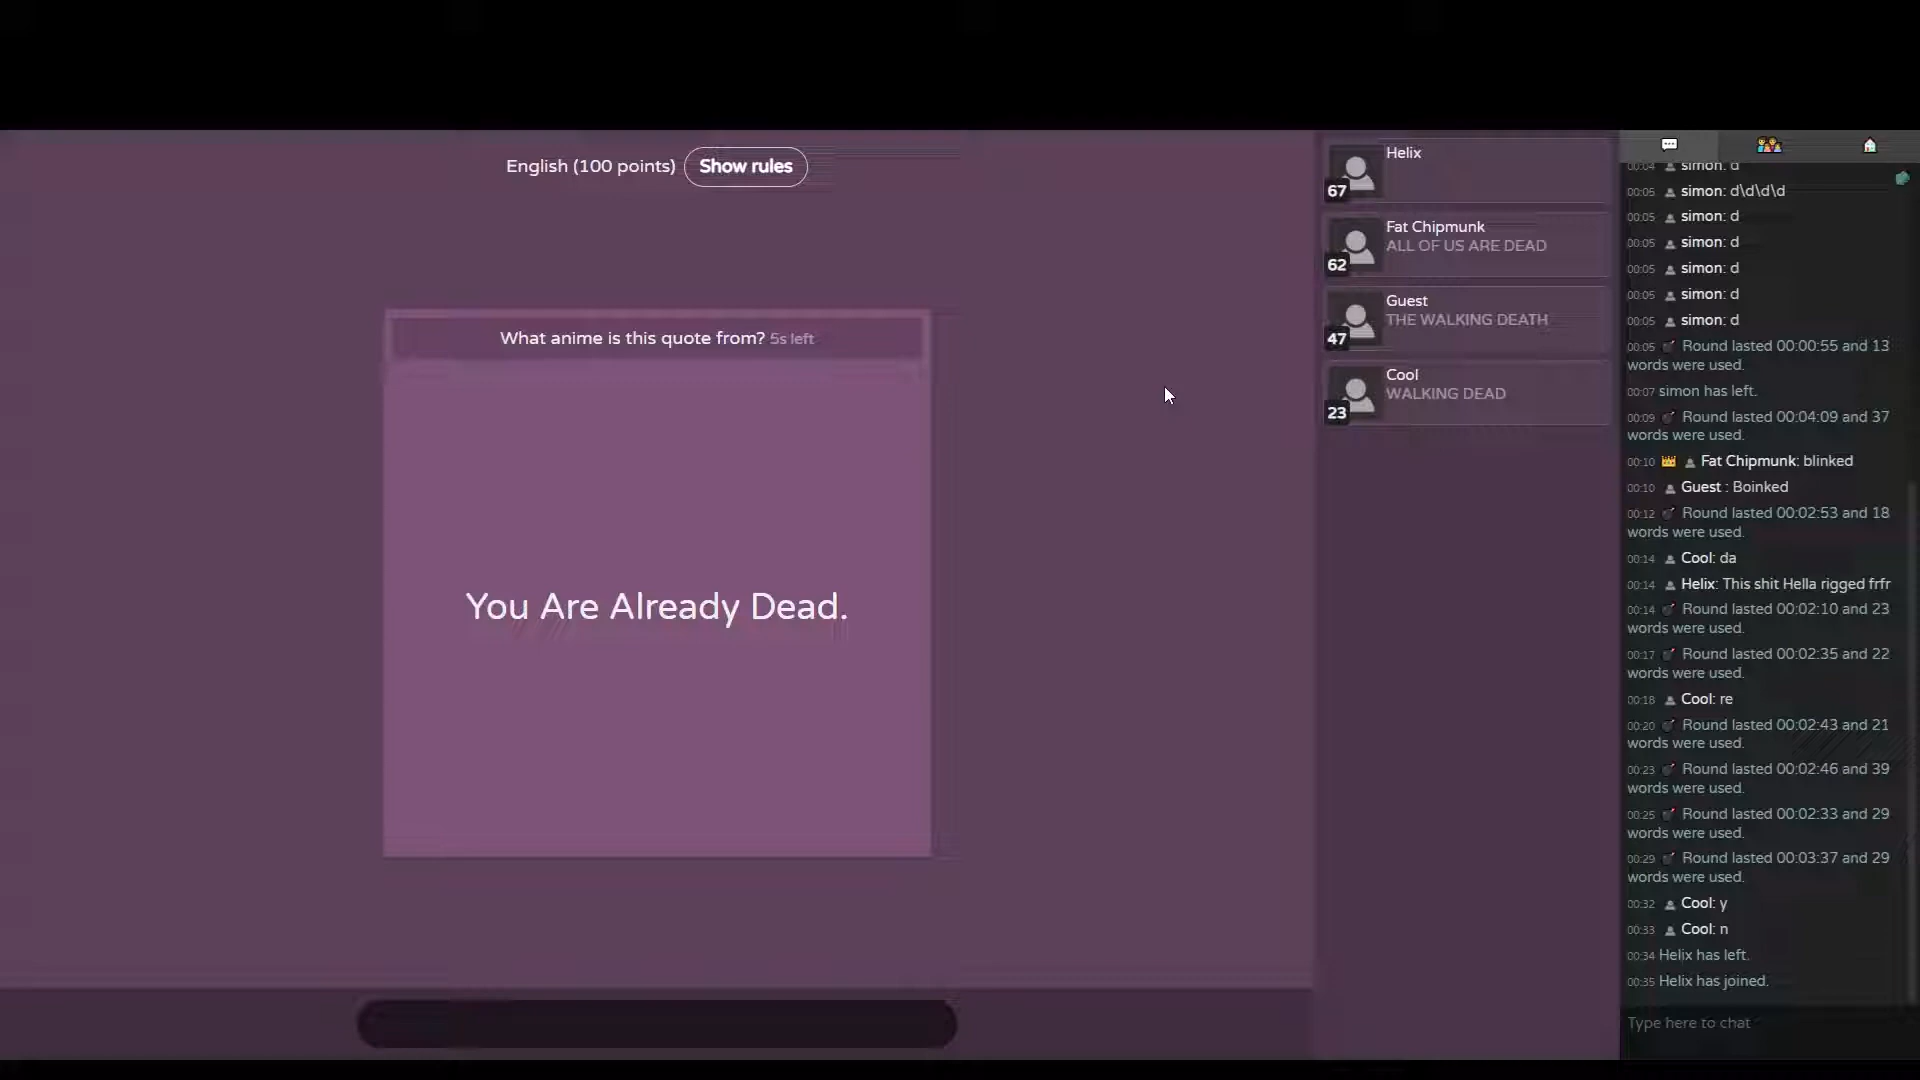 English (100 points) Show rules
What anime is this quote from? 5s left
You Are Already Dead.
Helix
67
Fat Chipmunk
ALL OF US ARE DEAD
62
Guest
THE WALKING DEATH
47
Cool
WALKING DEAD
23
00:04 simon: d
00:05 simon: d\d\d\d
00:05 simon: d
00:05 simon: d
00:05 simon: d
00:05 simon: d
00:05 simon: d
00:05 Round lasted 00:00:55 and 13
words were used.
00:07 simon has left.
00:09 Round lasted 00:04:09 and 37
words were used.
00:10 Fat Chipmunk: blinked
00:10 Guest : Boinked
00:12 Round lasted 00:02:53 and 18
words were used.
00:14 Cool: da
00:14 Helix: This shit Hella rigged frfr
00:14 Round lasted 00:02:10 and 23
words were used.
00:17 Round lasted 00:02:35 and 22
words were used.
00:18 Cool: re
00:20 Round lasted 00:02:43 and 21
words were used.
00:23 Round lasted 00:02:46 and 39
words were used.
00:25 Round lasted 00:02:33 and 29
words were used.
00:29 Round lasted 00:03:37 and 29
words were used.
00:32 Cool: y
00:33 Cool: n
00:34 Helix has left.
00:35 Helix has joined.
Type here to chat